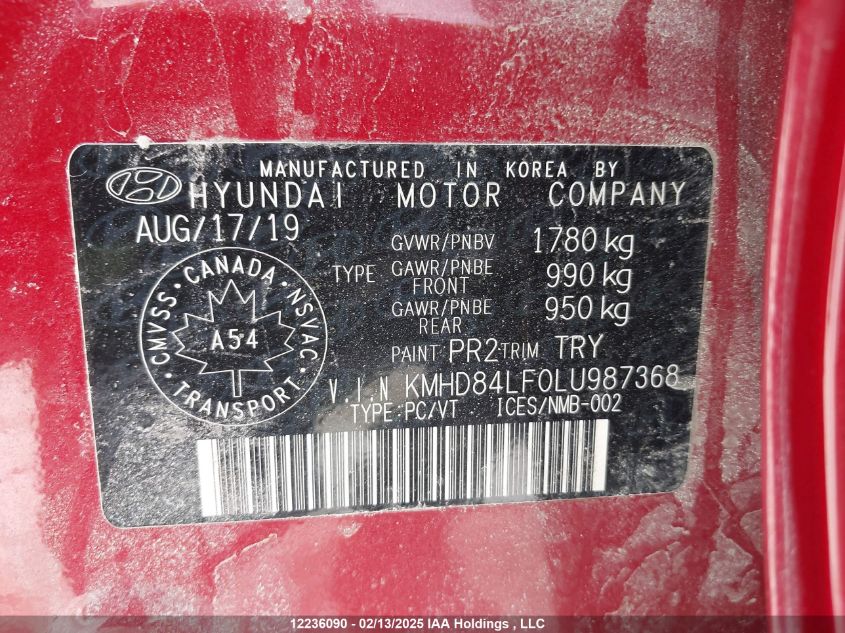 MANUFACTURED IN KOREA BY
HYUNDAI MOTOR COMPANY
AUG/17/19
GVWR/PNBV 1780 kg
TYPE GAWR/PNBE FRONT 990 kg
GAWR/PNBE REAR 950 kg
CMVSS · CANADA · NSVAC
A54
TRANSPORT
PAINT PR2 TRIM TRY
V.I.N KMHD84LF0LU987368
TYPE:PC/VT ICES/NMB-002
12236090 - 02/13/2025 IAA Holdings , LLC